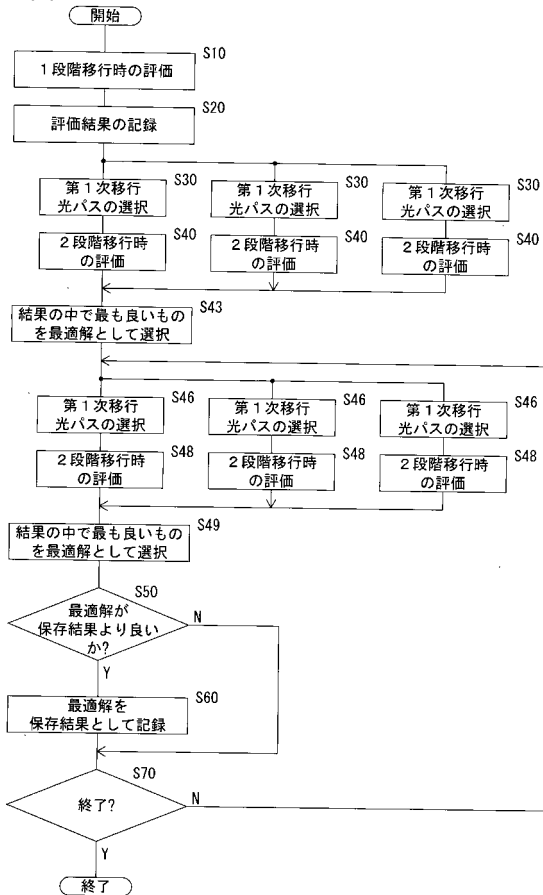 開始
S10
1段階移行時の評価
S20
評価結果の記録
S30
第1次移行
光パスの選択
S30
第1次移行
光パスの選択
S30
第1次移行
光パスの選択
S40
2段階移行時
の評価
S40
2段階移行時
の評価
S40
2段階移行時
の評価
S43
結果の中で最も良いもの
を最適解として選択
S46
第1次移行
光パスの選択
S46
第1次移行
光パスの選択
S46
第1次移行
光パスの選択
S48
2段階移行時
の評価
S48
2段階移行時
の評価
S48
2段階移行時
の評価
S49
結果の中で最も良いもの
を最適解として選択
S50
最適解が
保存結果より良い
か?
N
Y
S60
最適解を
保存結果として記録
S70
終了?
N
Y
終了